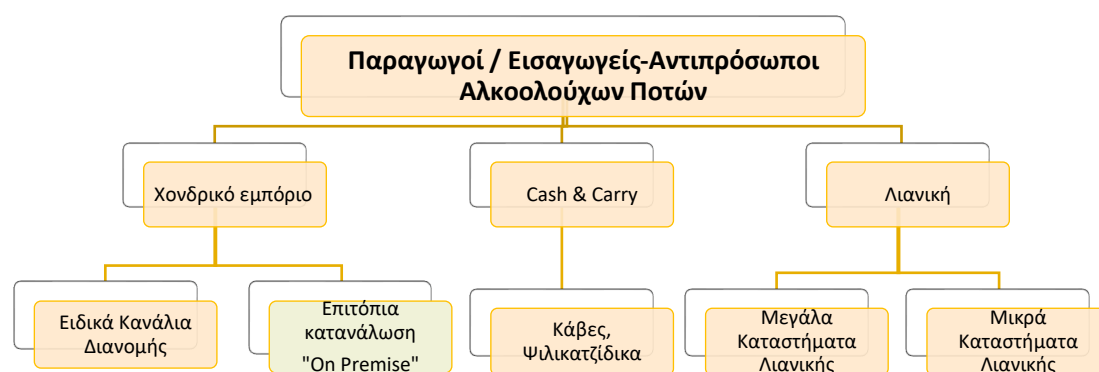 Παραγωγοί / Εισαγωγείς-Αντιπρόσωποι
Αλκοολούχων Ποτών
Χονδρικό εμπόριο
Cash & Carry
Λιανική
Ειδικά Κανάλια
Διανομής
Επιτόπια
κατανάλωση
"On Premise"
Κάβες,
Ψιλικατζίδικα
Μεγάλα
Καταστήματα
Λιανικής
Μικρά
Καταστήματα
Λιανικής